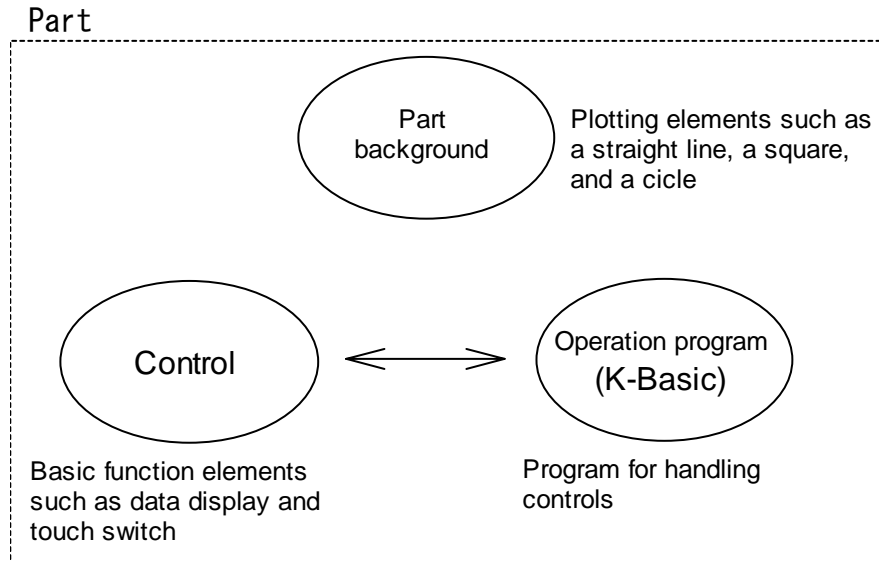 Part
Part
background
Plotting elements such as
a straight line, a square,
and a cicle
Control
Operation program
(K-Basic)
Basic function elements
such as data display and
touch switch
Program for handling
controls